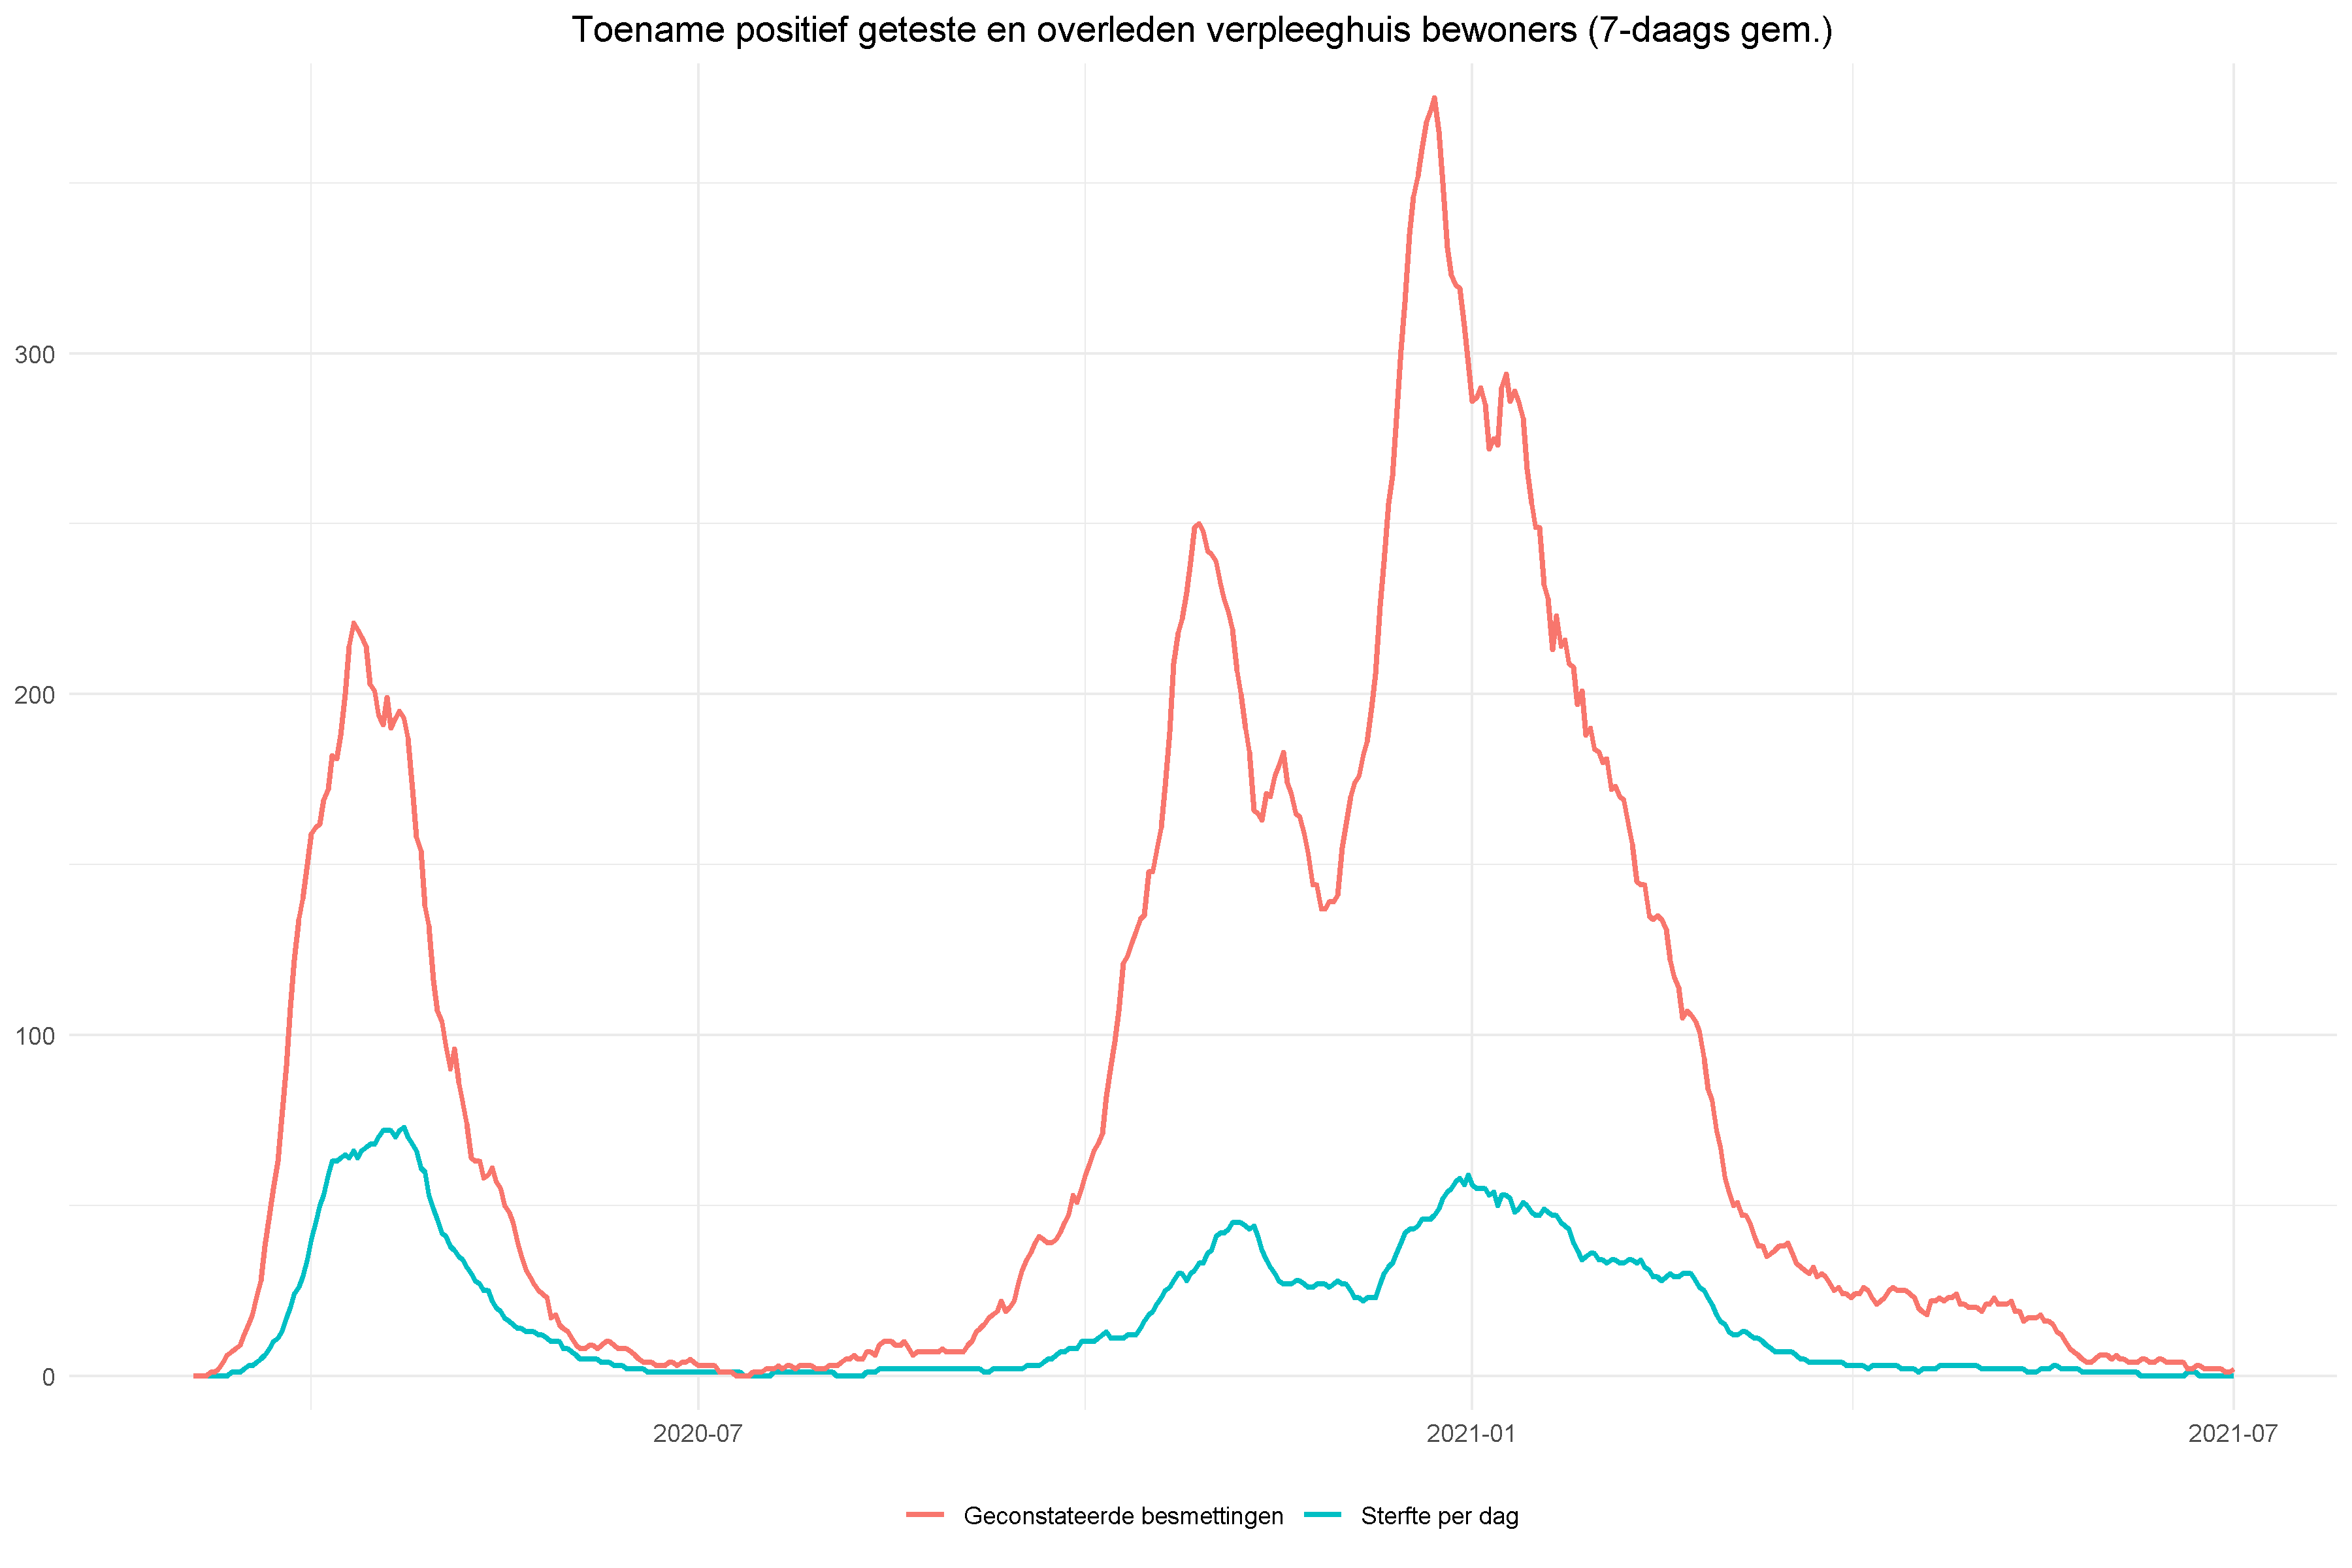 Toename positief geteste en overleden verpleeghuis bewoners (7-daags gem.)
300
200
100
0
2020-07 2021-01 2021-07
Geconstateerde besmettingen Sterfte per dag